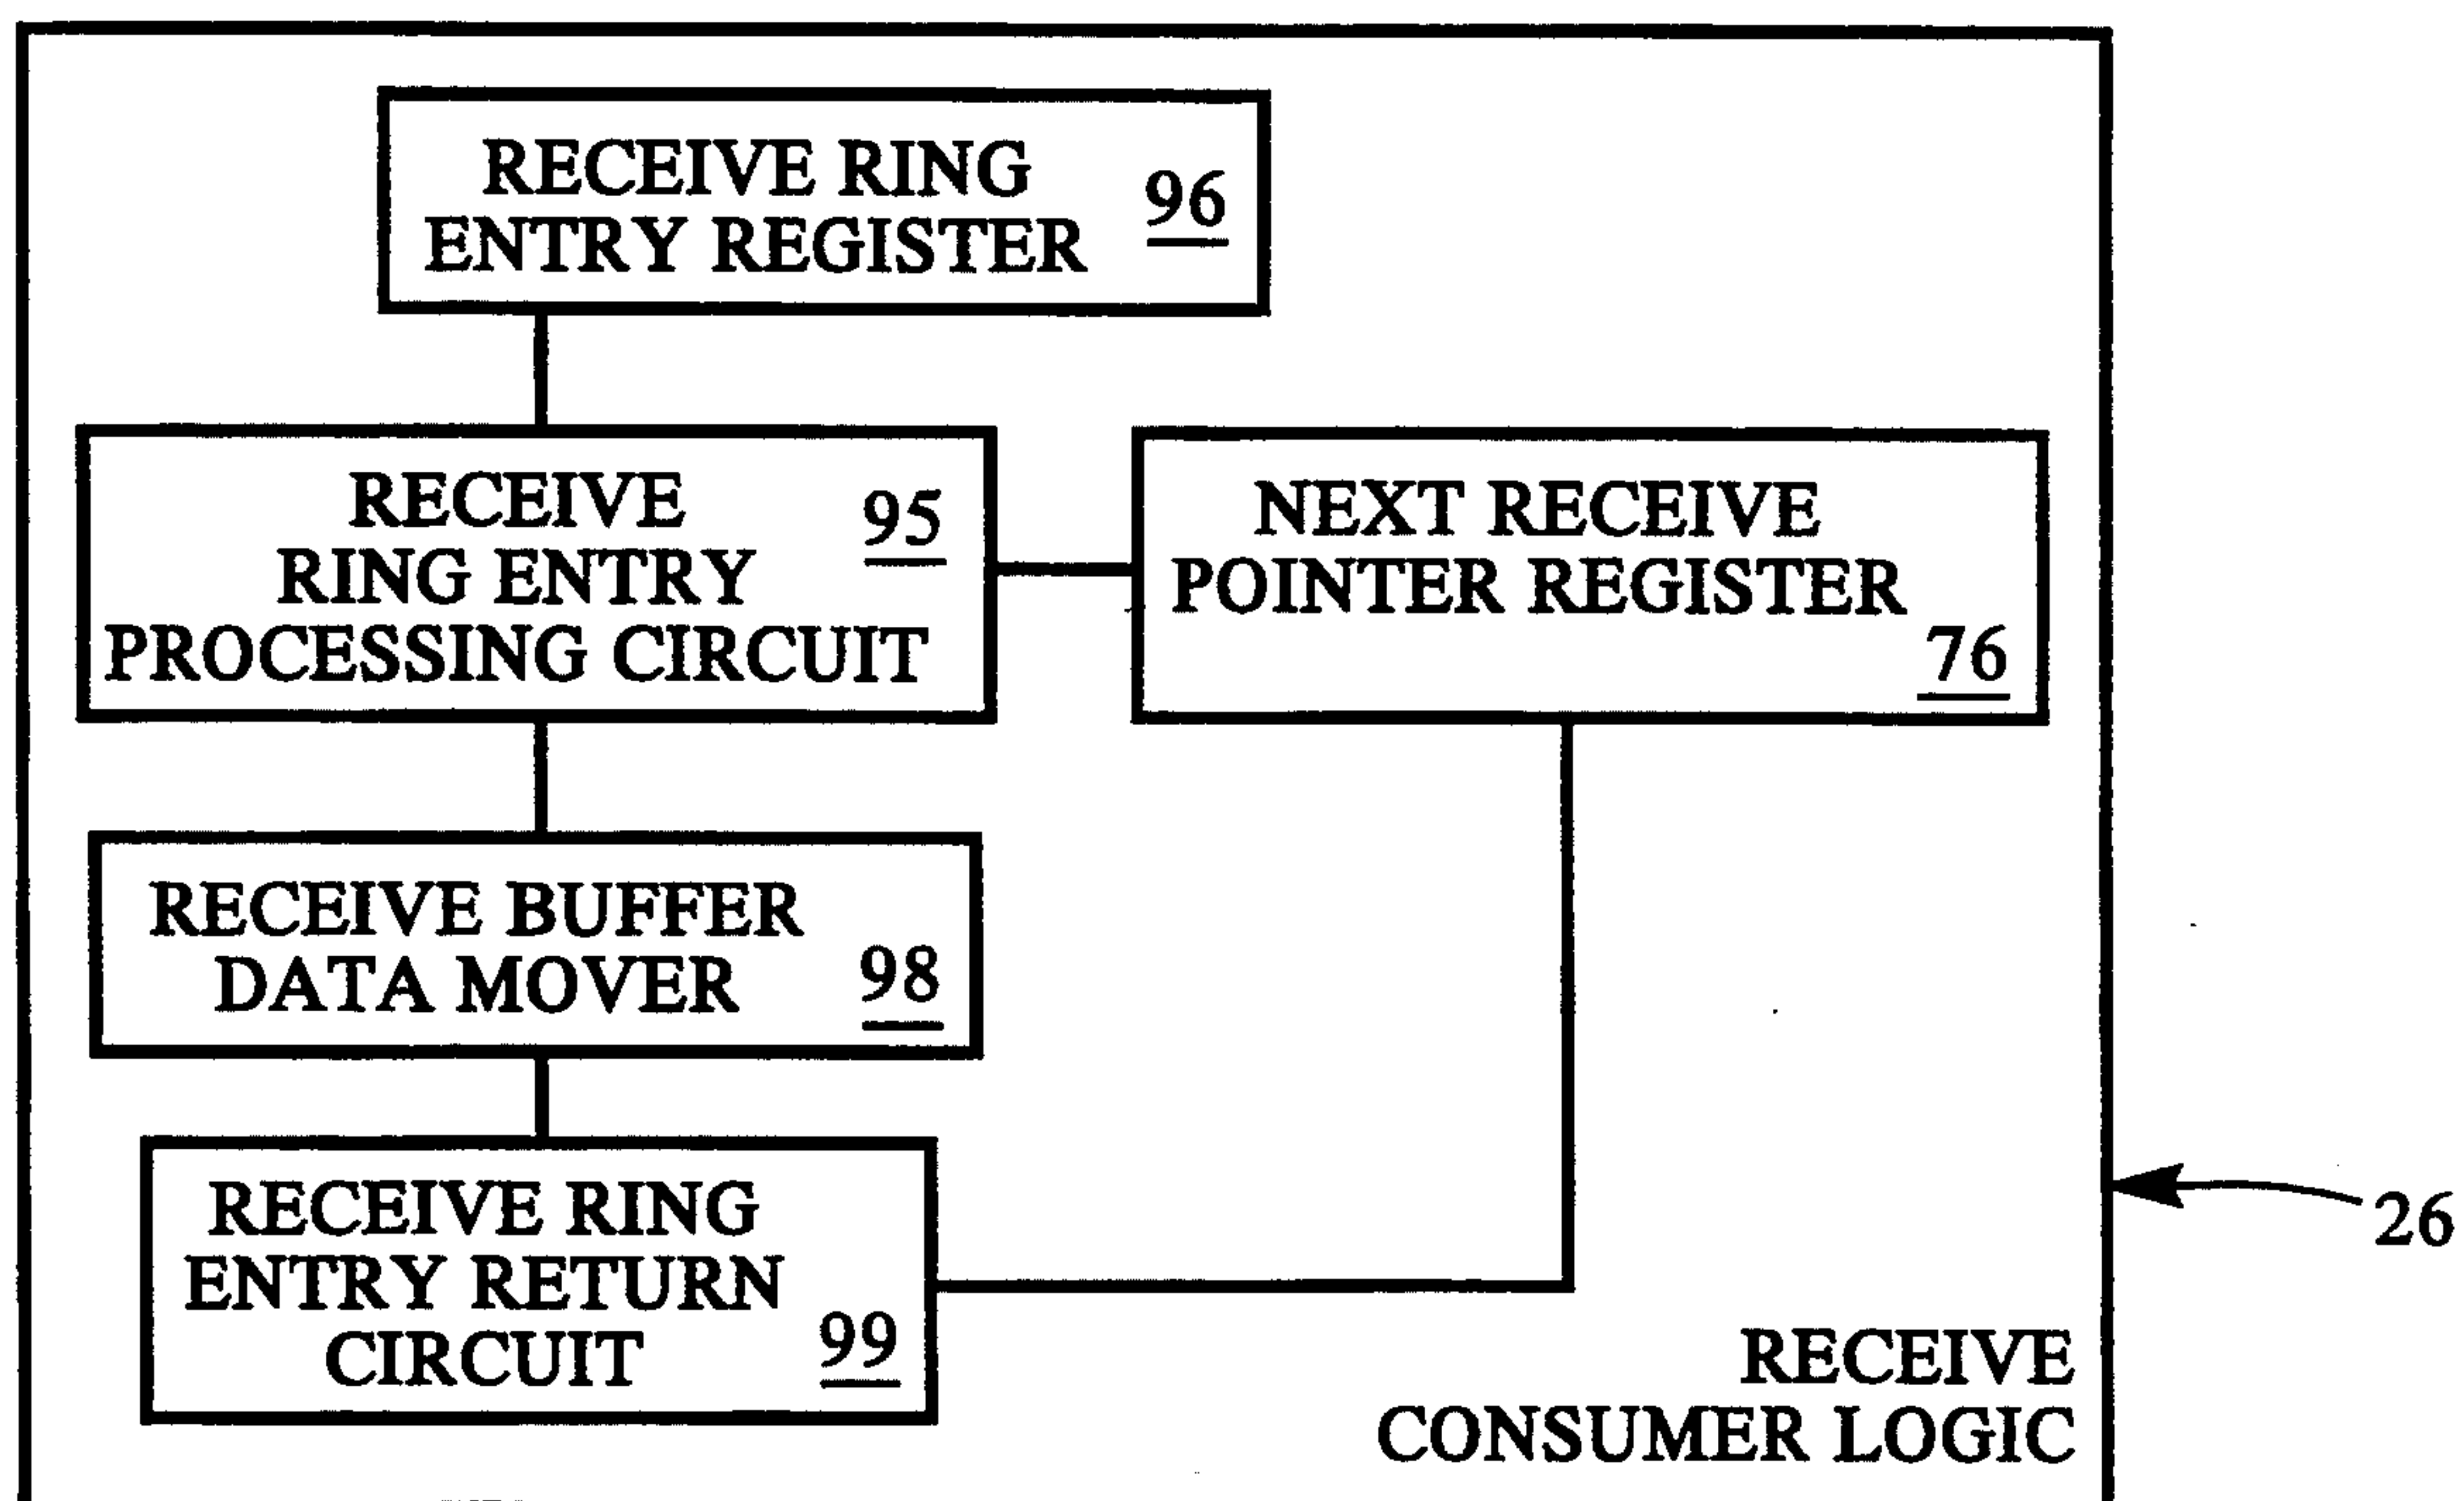 RECEIVE RING
ENTRY REGISTER
96
RECEIVE
RING ENTRY
PROCESSING CIRCUIT
95
NEXT RECEIVE
POINTER REGISTER
76
RECEIVE BUFFER
DATA MOVER
98
RECEIVE RING
ENTRY RETURN
CIRCUIT
99
26
RECEIVE
CONSUMER LOGIC